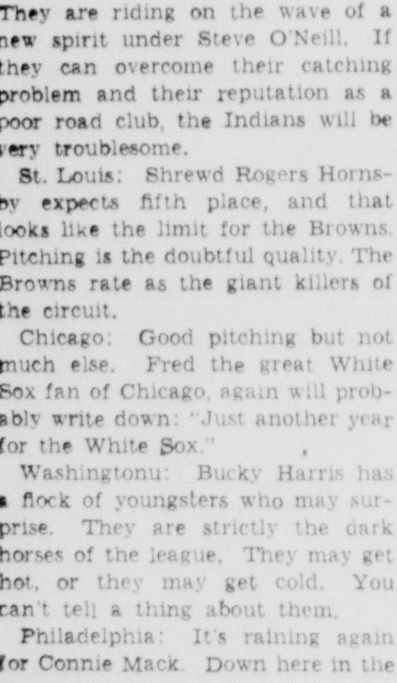 They are riding on the wave of a
new spirit under Steve O'Neill. If
they can overcome their catching
problem and their reputation as a
poor road club, the Indians will be
very troublesome.
St. Louis: Shrewd Rogers Horns-
by expects fifth place, and that
looks like the limit for the Browns.
Pitching is the doubtful quality. The
Browns rate as the giant killers of
the circuit.
Chicago: Good pitching but not
much else. Fred the great White
Sox fan of Chicago, again will prob-
ably write down: "Just another year
for the White Sox."
Washingtonu: Bucky Harris has
a flock of youngsters who may sur-
prise. They are strictly the dark
horses of the league. They may get
hot, or they may get cold. You
can't tell a thing about them.
Philadelphia: It's raining again
for Connie Mack. Down here in the